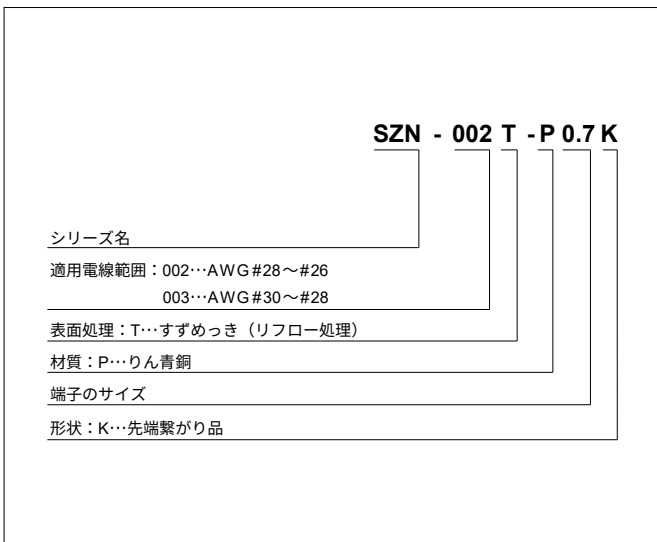 SZN - 002 T - P 0.7 K
シリーズ名
適用電線範囲：002…AWG#28～#26
003…AWG#30～#28
表面処理：T…すずめっき（リフロー処理）
材質：P…りん青銅
端子のサイズ
形状：K…先端繋がり品